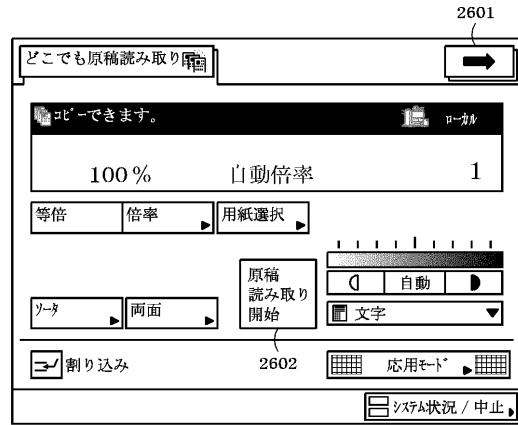 2601
どこでも原稿読み取り
コピーできます。 ローカル
100% 自動倍率 1
等倍 倍率 用紙選択
原稿
読み取り
開始
自動
ソータ 両面
文字
割り込み
2602
応用モード
システム状況 / 中止